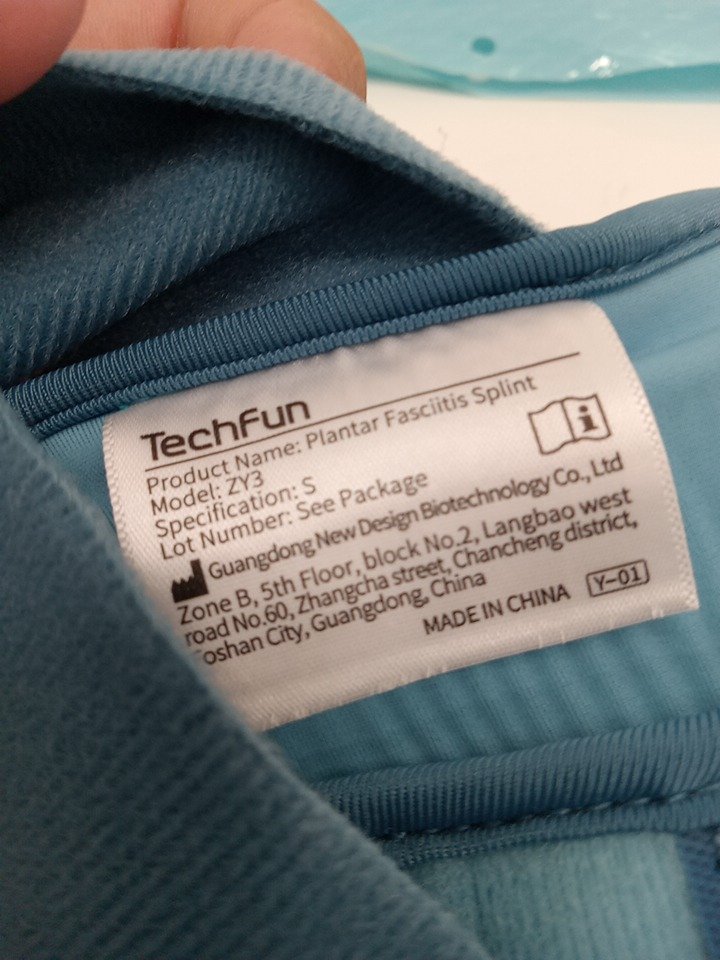 TechFun
Product Name: Plantar Fasciitis Splint
Model: ZY3
Specification: S
Lot Number: See Package
Guangdong New Design Biotechnology Co., Ltd
Zone B, 5th Floor, block No.2, Langbao west
road No.60, Zhangcha street, Chancheng district,
Foshan City, Guangdong, China
MADE IN CHINA Y-01